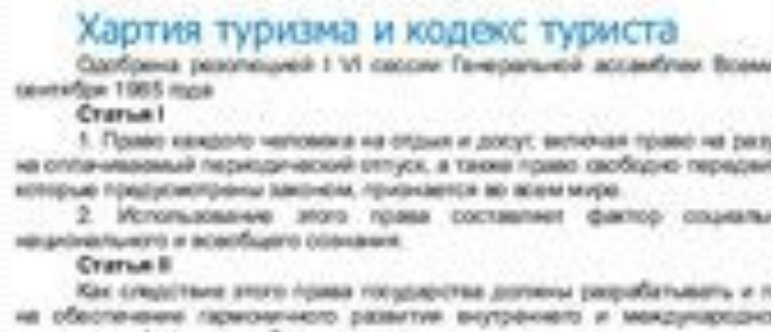 Хартия туризма и кодекс туриста
Одобрена резолюцией I VI сессии Генеральной ассамблеи
сентября 1985 года
Статья I
1. Право каждого человека на отдых и досуг, включая право на
на оплачиваемый периодический отпуск, а также право свободно
которые предусмотрены законом, признается во всем мире.
2. Использование этого права составляет фактор
национального и всеобщего сознания.
Статья II
Как следствие этого права государства должны разрабатывать и
на обеспечение гармоничного развития внутреннего и